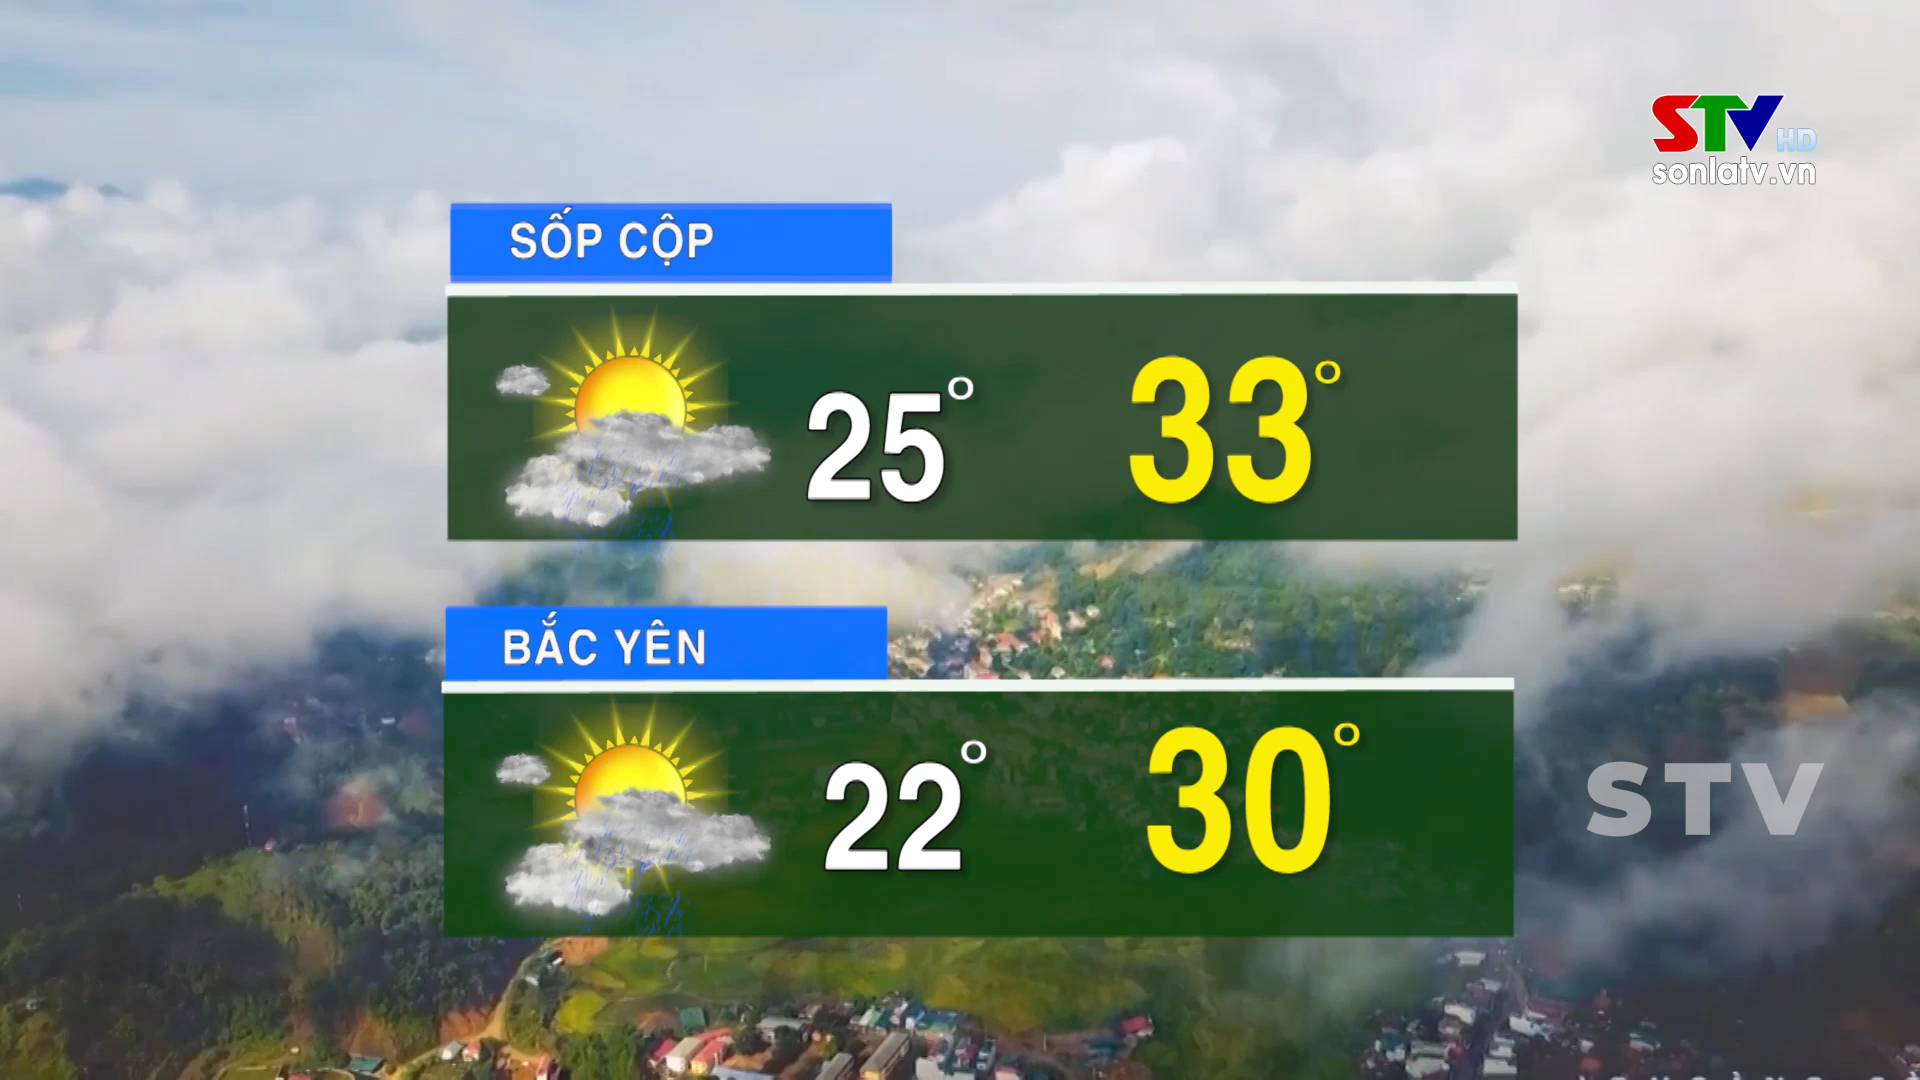 STV HD
sonlatv.vn
SỐP CỘP
25° 33°
BẮC YÊN
22° 30°
STV